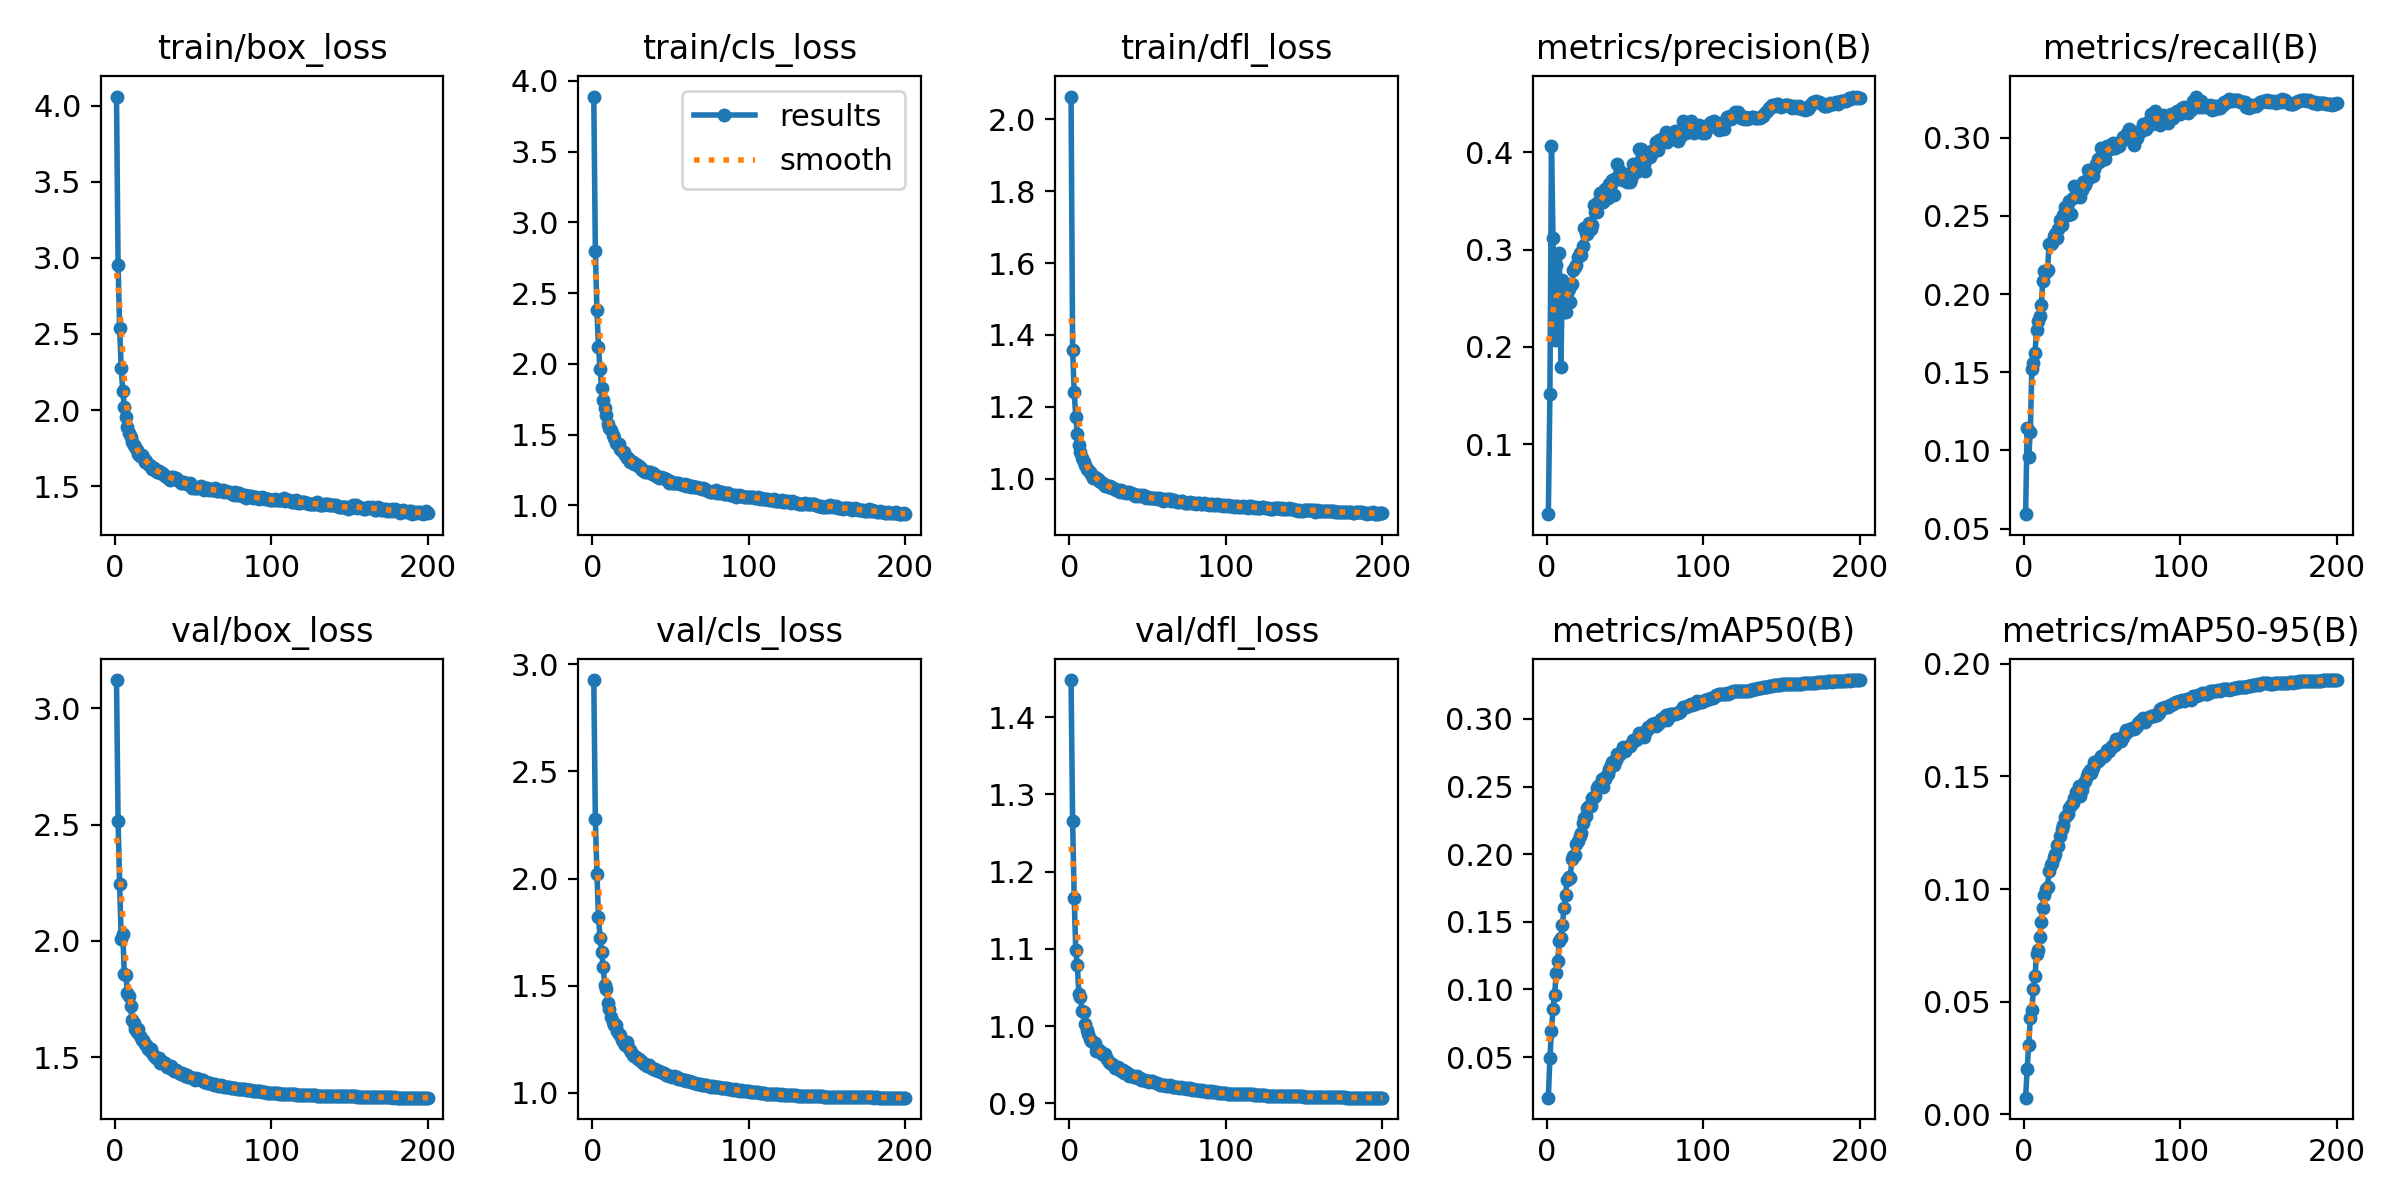 train/box_loss
4.0
3.5
3.0
2.5
2.0
1.5
0 100 200
train/cls_loss
4.0
3.5
3.0
2.5
2.0
1.5
1.0
results
smooth
0 100 200
train/dfl_loss
2.0
1.8
1.6
1.4
1.2
1.0
0 100 200
metrics/precision(B)
0.4
0.3
0.2
0.1
0 100 200
metrics/recall(B)
0.30
0.25
0.20
0.15
0.10
0.05
0 100 200
val/box_loss
3.0
2.5
2.0
1.5
0 100 200
val/cls_loss
3.0
2.5
2.0
1.5
1.0
0 100 200
val/dfl_loss
1.4
1.3
1.2
1.1
1.0
0.9
0 100 200
metrics/mAP50(B)
0.30
0.25
0.20
0.15
0.10
0.05
0 100 200
metrics/mAP50-95(B)
0.20
0.15
0.10
0.05
0.00
0 100 200